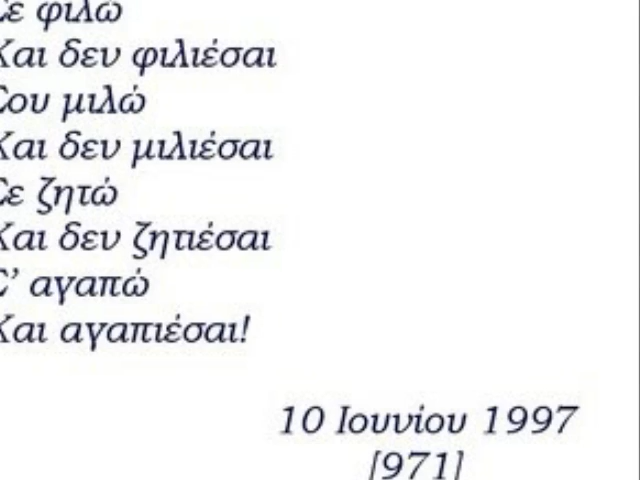 Σε φιλώ
Και δεν φιλιέσαι
Σου μιλώ
Και δεν μιλιέσαι
Σε ζητώ
Και δεν ζητιέσαι
Σ’ αγαπώ
Και αγαπιέσαι!
10 Ιουνίου 1997
[971]